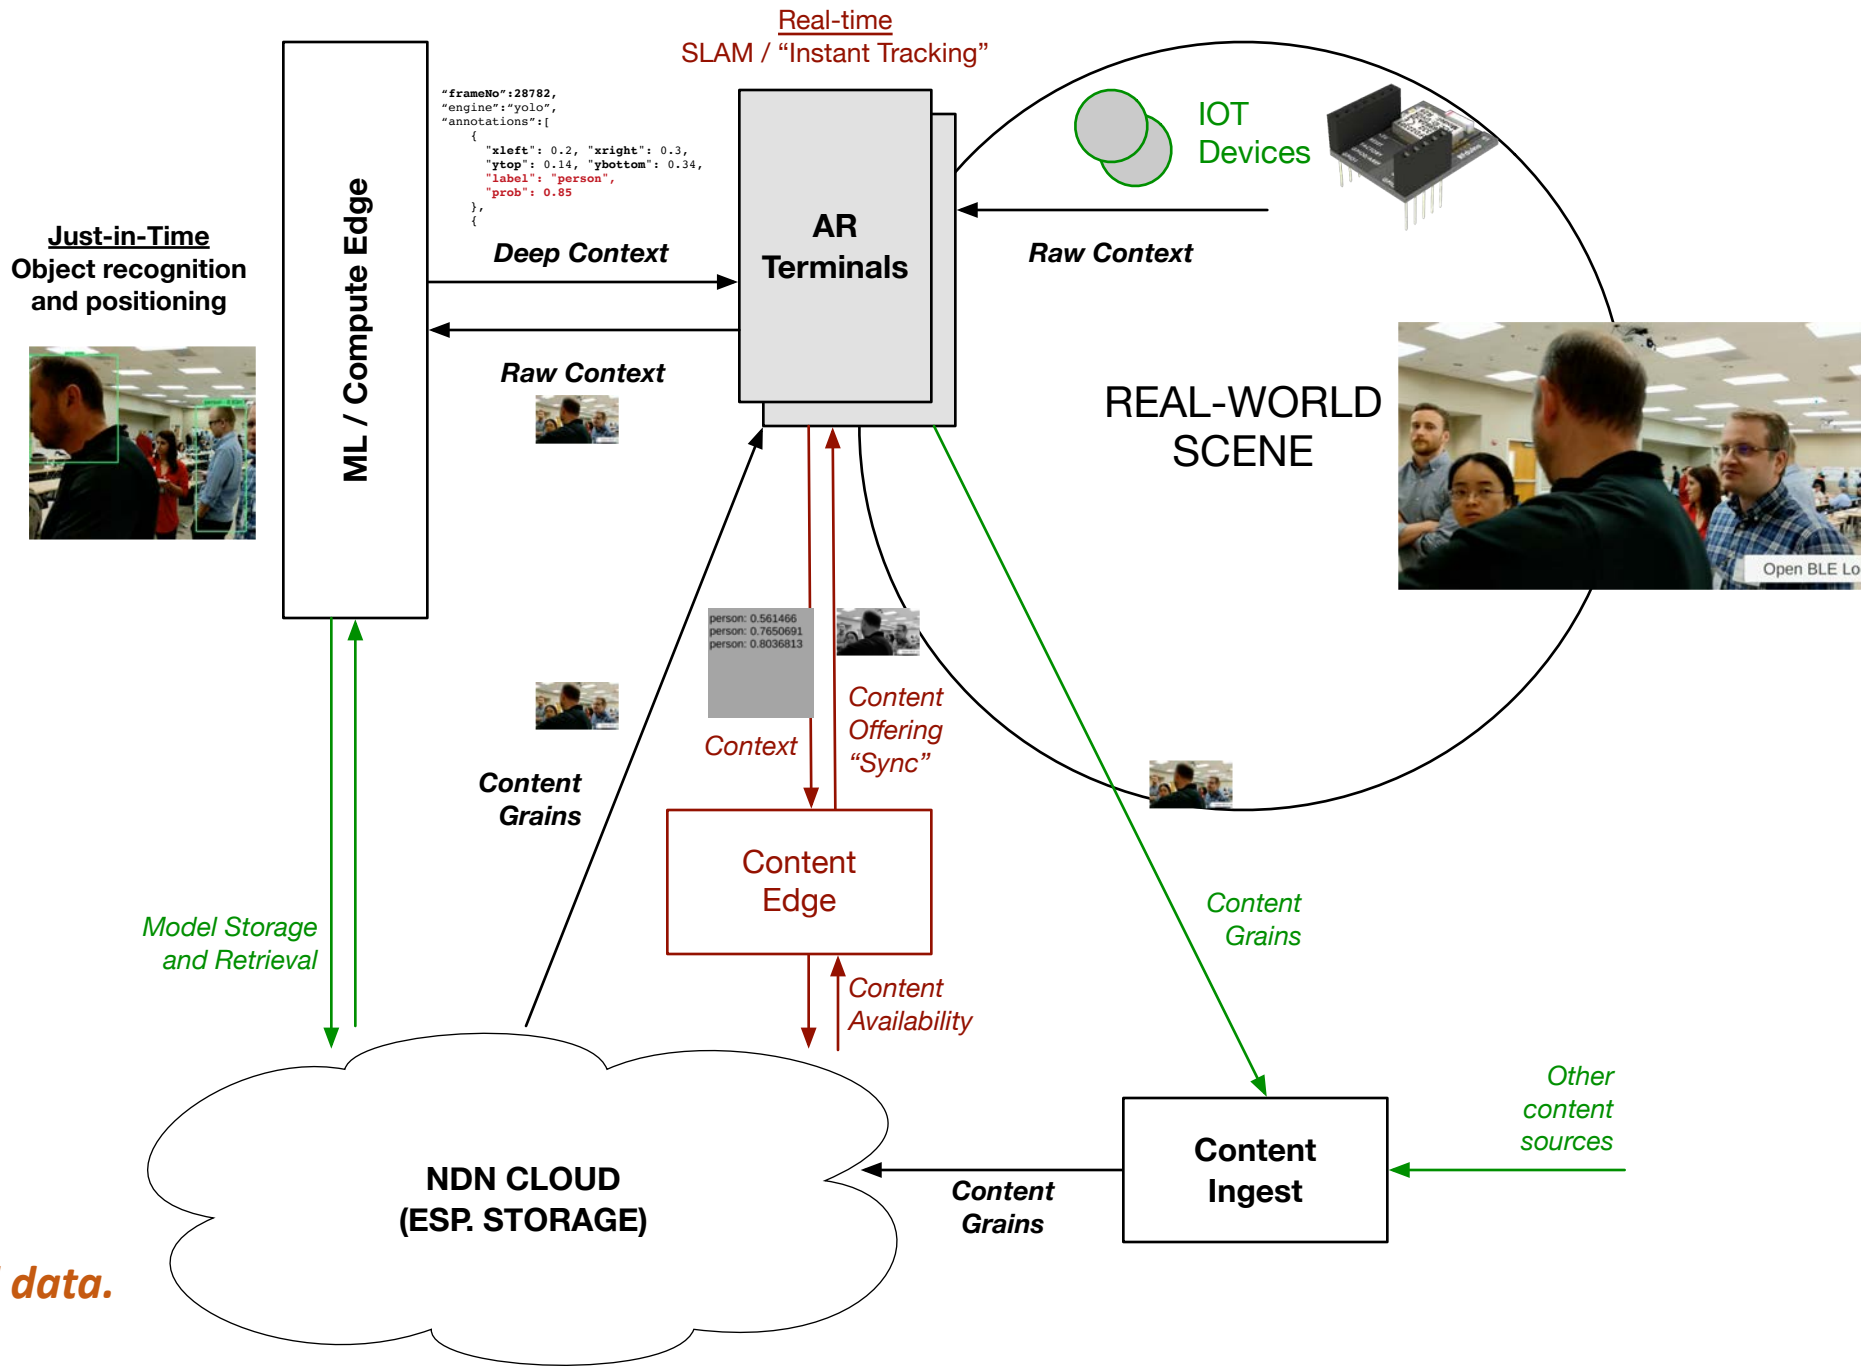 Real-time
SLAM / “Instant Tracking”
“frameNo”:28782,
“engine”:“yolo”,
“annotations”:[
{
"xleft": 0.2, "xright": 0.3,
"ytop": 0.14, "ybottom": 0.34,
"label": "person",
"prob": 0.85
},
{
Just-in-Time
Object recognition
and positioning
ML / Compute Edge
Deep Context
Raw Context
AR
Terminals
IOT
Devices
Raw Context
REAL-WORLD
SCENE
Open BLE Lo
person: 0.561466
person: 0.7650691
person: 0.8036813
Context
Content
Offering
“Sync”
Content
Grains
Content
Edge
Content
Grains
Model Storage
and Retrieval
Content
Availability
Other
content
sources
Content
Ingest
Content
Grains
NDN CLOUD
(ESP. STORAGE)
data.